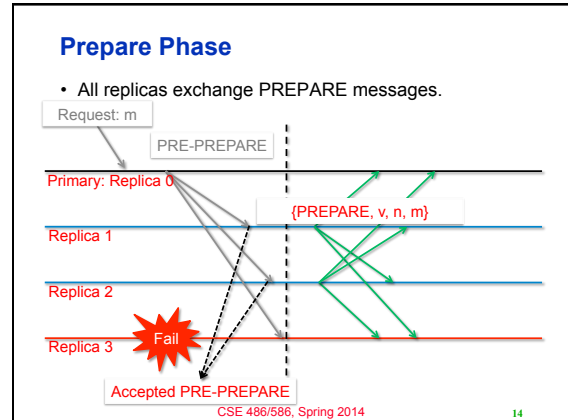 Prepare Phase
• All replicas exchange PREPARE messages.
Request: m
PRE-PREPARE
Primary: Replica 0
{PREPARE, v, n, m}
Replica 1
Replica 2
Fail
Replica 3
Accepted PRE-PREPARE
CSE 486/586, Spring 2014
14